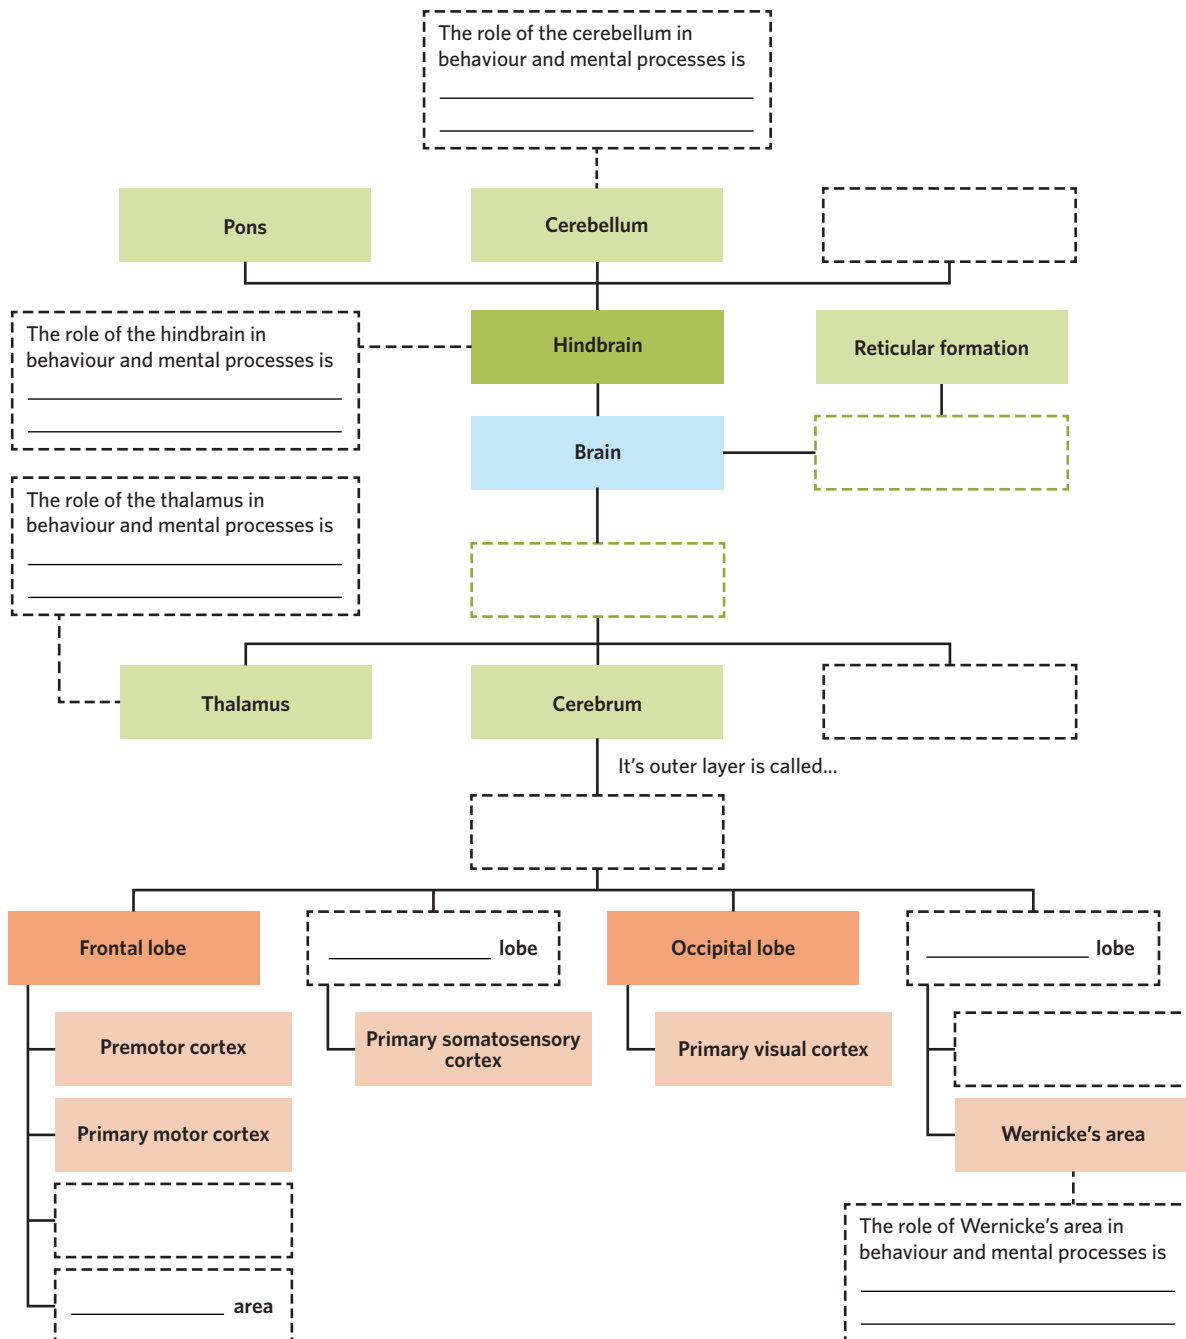 The role of the cerebellum in
behaviour and mental processes is
Pons
Cerebellum
The role of the hindbrain in
behaviour and mental processes is
Hindbrain
Reticular formation
Brain
The role of the thalamus in
behaviour and mental processes is
Thalamus
Cerebrum
It's outer layer is called...
Frontal lobe
lobe
Occipital lobe
lobe
Premotor cortex
Primary somatosensory
cortex
Primary visual cortex
Primary motor cortex
Wernicke's area
The role of Wernicke's area in
behaviour and mental processes is
area